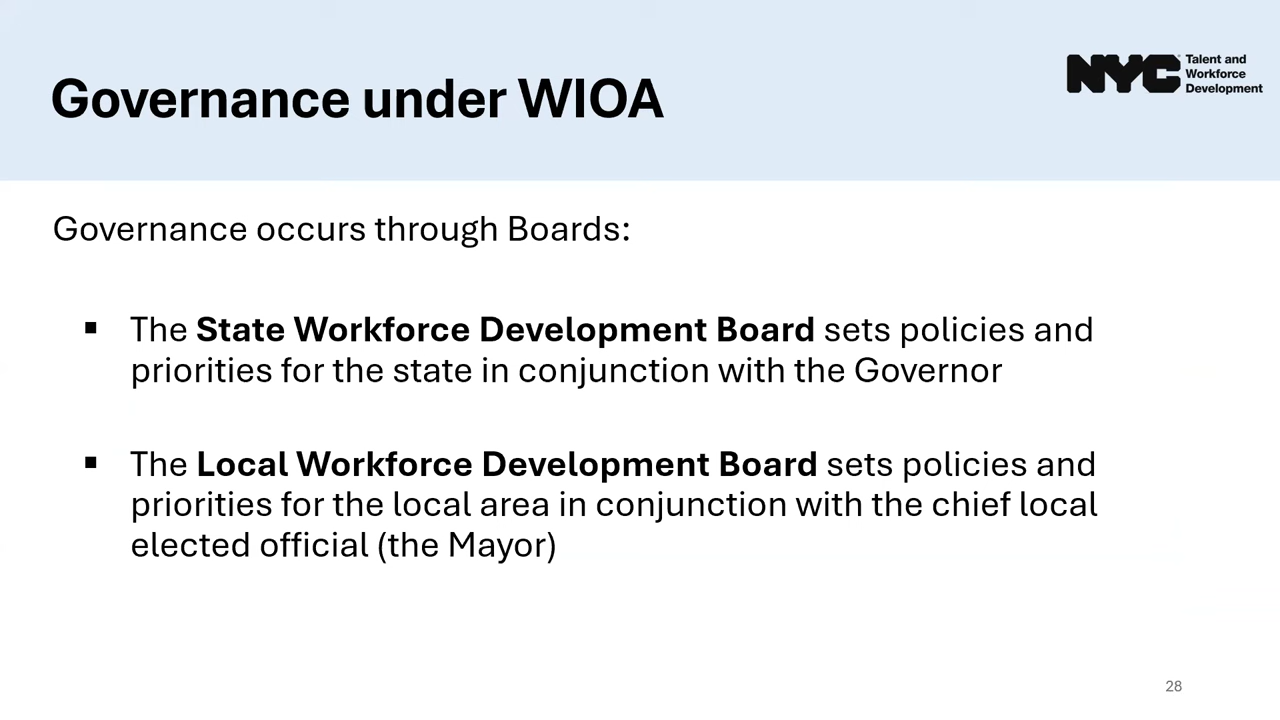 Governance under WIOA
NYC
Talent and
Workforce
Development
Governance occurs through Boards:
▪ The State Workforce Development Board sets policies and
priorities for the state in conjunction with the Governor
▪ The Local Workforce Development Board sets policies and
priorities for the local area in conjunction with the chief local
elected official (the Mayor)
28